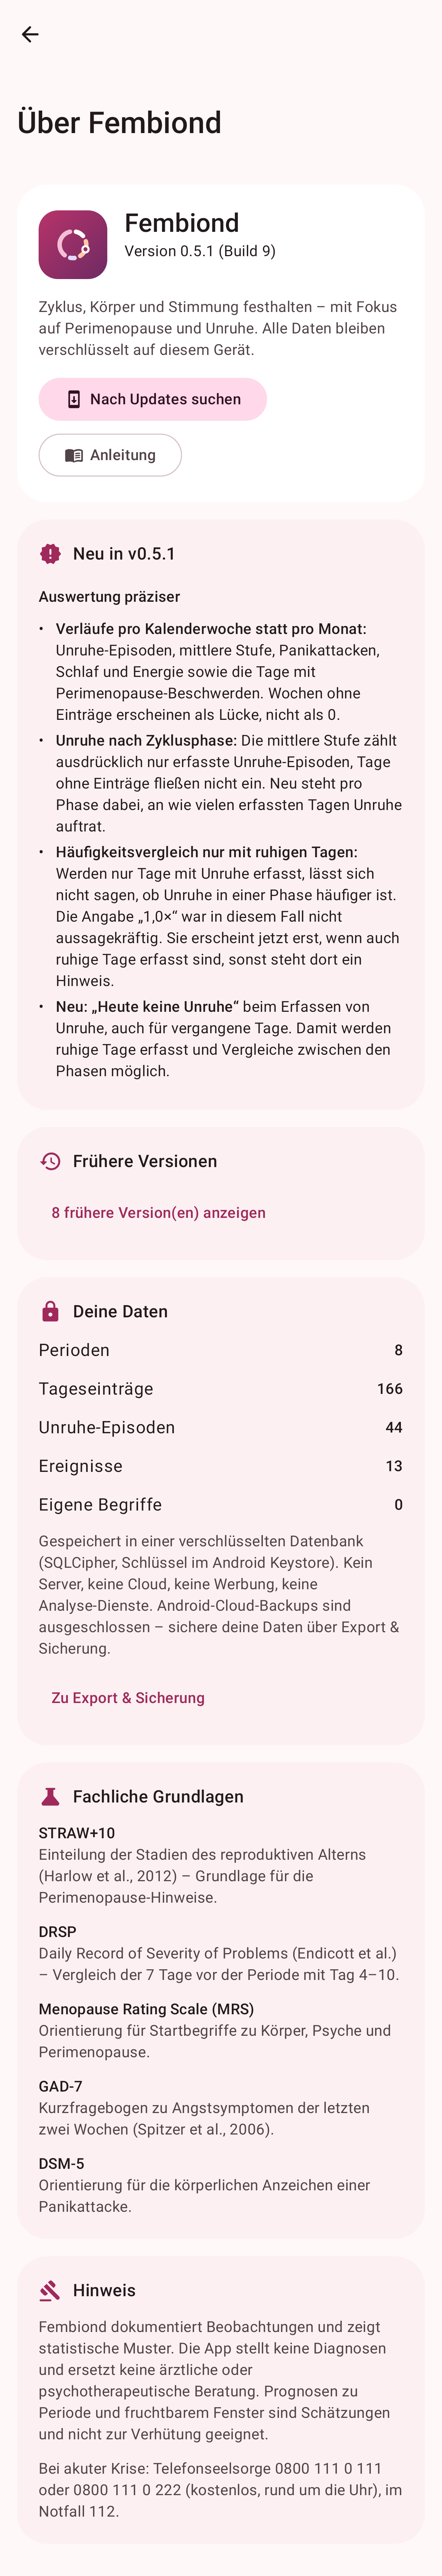 Über Fembiond
Fembiond
Version 0.5.1 (Build 9)
Zyklus, Körper und Stimmung festhalten – mit Fokus
auf Perimenopause und Unruhe. Alle Daten bleiben
verschlüsselt auf diesem Gerät.
Nach Updates suchen
Anleitung
Neu in v0.5.1
Auswertung präziser
• Verläufe pro Kalenderwoche statt pro Monat:
Unruhe-Episoden, mittlere Stufe, Panikattacken,
Schlaf und Energie sowie die Tage mit
Perimenopause-Beschwerden. Wochen ohne
Einträge erscheinen als Lücke, nicht als 0.
• Unruhe nach Zyklusphase: Die mittlere Stufe zählt
ausdrücklich nur erfasste Unruhe-Episoden, Tage
ohne Einträge fließen nicht ein. Neu steht pro
Phase dabei, an wie vielen erfassten Tagen Unruhe
auftrat.
• Häufigkeitsvergleich nur mit ruhigen Tagen:
Werden nur Tage mit Unruhe erfasst, lässt sich
nicht sagen, ob Unruhe in einer Phase häufiger ist.
Die Angabe „1,0×“ war in diesem Fall nicht
aussagekräftig. Sie erscheint jetzt erst, wenn auch
ruhige Tage erfasst sind, sonst steht dort ein
Hinweis.
• Neu: „Heute keine Unruhe“ beim Erfassen von
Unruhe, auch für vergangene Tage. Damit werden
ruhige Tage erfasst und Vergleiche zwischen den
Phasen möglich.
Frühere Versionen
8 frühere Version(en) anzeigen
Deine Daten
Perioden 8
Tageseinträge 166
Unruhe-Episoden 44
Ereignisse 13
Eigene Begriffe 0
Gespeichert in einer verschlüsselten Datenbank
(SQLCipher, Schlüssel im Android Keystore). Kein
Server, keine Cloud, keine Werbung, keine
Analyse-Dienste. Android-Cloud-Backups sind
ausgeschlossen – sichere deine Daten über Export &
Sicherung.
Zu Export & Sicherung
Fachliche Grundlagen
STRAW+10
Einteilung der Stadien des reproduktiven Alterns
(Harlow et al., 2012) – Grundlage für die
Perimenopause-Hinweise.
DRSP
Daily Record of Severity of Problems (Endicott et al.)
– Vergleich der 7 Tage vor der Periode mit Tag 4–10.
Menopause Rating Scale (MRS)
Orientierung für Startbegriffe zu Körper, Psyche und
Perimenopause.
GAD-7
Kurzfragebogen zu Angstsymptomen der letzten
zwei Wochen (Spitzer et al., 2006).
DSM-5
Orientierung für die körperlichen Anzeichen einer
Panikattacke.
Hinweis
Fembiond dokumentiert Beobachtungen und zeigt
statistische Muster. Die App stellt keine Diagnosen
und ersetzt keine ärztliche oder
psychotherapeutische Beratung. Prognosen zu
Periode und fruchtbarem Fenster sind Schätzungen
und nicht zur Verhütung geeignet.
Bei akuter Krise: Telefonseelsorge 0800 111 0 111
oder 0800 111 0 222 (kostenlos, rund um die Uhr), im
Notfall 112.